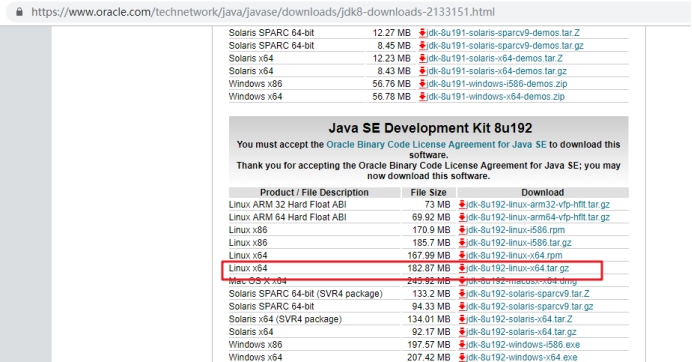 https://www.oracle.com/technetwork/java/javase/downloads/jdk8-downloads-2133151.html
Solaris SPARC 64-bit 12.27 MB jdk-8u191-solaris-sparcv9-demos.tar.Z
Solaris SPARC 64-bit 8.45 MB jdk-8u191-solaris-sparcv9-demos.tar.gz
Solaris x64 12.23 MB jdk-8u191-solaris-x64-demos.tar.Z
Solaris x64 8.43 MB jdk-8u191-solaris-x64-demos.tar.gz
Windows x86 56.76 MB jdk-8u191-windows-i586-demos.zip
Windows x64 56.78 MB jdk-8u191-windows-x64-demos.zip
Java SE Development Kit 8u192
You must accept the Oracle Binary Code License Agreement for Java SE to download this
software.
Thank you for accepting the Oracle Binary Code License Agreement for Java SE; you may
now download this software.
Product / File Description File Size Download
Linux ARM 32 Hard Float ABI 73 MB jdk-8u192-linux-arm32-vfp-hflt.tar.gz
Linux ARM 64 Hard Float ABI 69.92 MB jdk-8u192-linux-arm64-vfp-hflt.tar.gz
Linux x86 170.9 MB jdk-8u192-linux-i586.rpm
Linux x86 185.7 MB jdk-8u192-linux-i586.tar.gz
Linux x64 167.99 MB jdk-8u192-linux-x64.rpm
Linux x64 182.87 MB jdk-8u192-linux-x64.tar.gz
Mac OS X x64 245.92 MB jdk-8u192-macosx-x64.dmg
Solaris SPARC 64-bit (SVR4 package) 133.2 MB jdk-8u192-solaris-sparcv9.tar.Z
Solaris SPARC 64-bit 94.33 MB jdk-8u192-solaris-sparcv9.tar.gz
Solaris x64 (SVR4 package) 134.01 MB jdk-8u192-solaris-x64.tar.Z
Solaris x64 92.17 MB jdk-8u192-solaris-x64.tar.gz
Windows x86 197.57 MB jdk-8u192-windows-i586.exe
Windows x64 207.42 MB jdk-8u192-windows-x64.exe